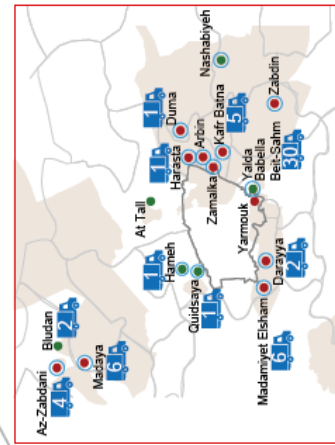 Az-Zabdani
4
Bludan
2
Madaya
6
At Tall
Hameh
1
Quidsaya
1
Duma
1
Harasta
1
Arbin
Zamalka
Kafr Batna
5
Nashabiyeh
Zabdin
Yalda
Babella
Beit-Sahm
30
Yarmouk
Darayya
2
Madamiyet Elsham
6